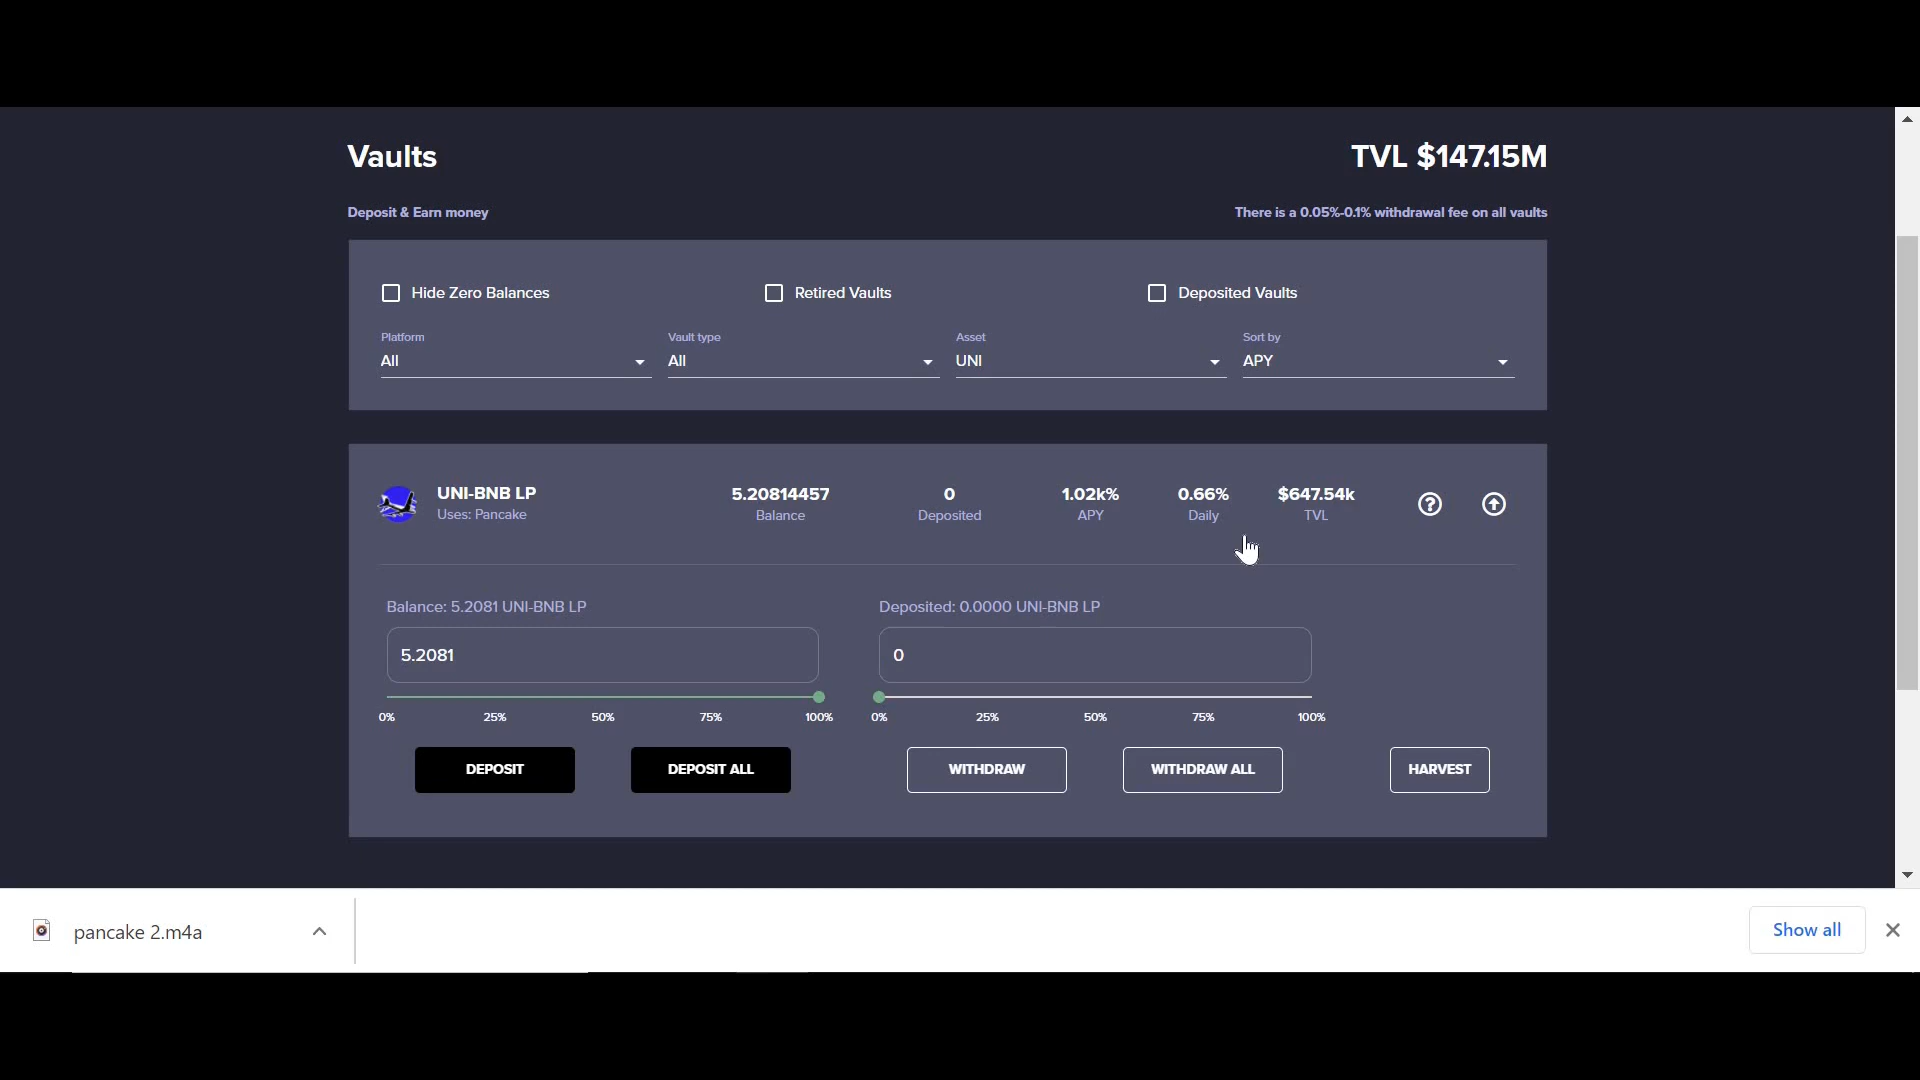 Vaults
TVL $147.15M
Deposit & Earn money
There is a 0.05%-0.1% withdrawal fee on all vaults
Hide Zero Balances
Retired Vaults
Deposited Vaults
Platform
Vault type
Asset
Sort by
All
All
UNI
APY
UNI-BNB LP
5.20814457
0
1.02k%
0.66%
$647.54k
Uses: Pancake
Balance
Deposited
APY
Daily
TVL
Balance: 5.2081 UNI-BNB LP
Deposited: 0.0000 UNI-BNB LP
5.2081
0
0% 25% 50% 75% 100%
0% 25% 50% 75% 100%
DEPOSIT
DEPOSIT ALL
WITHDRAW
WITHDRAW ALL
HARVEST
pancake 2.m4a
Show all